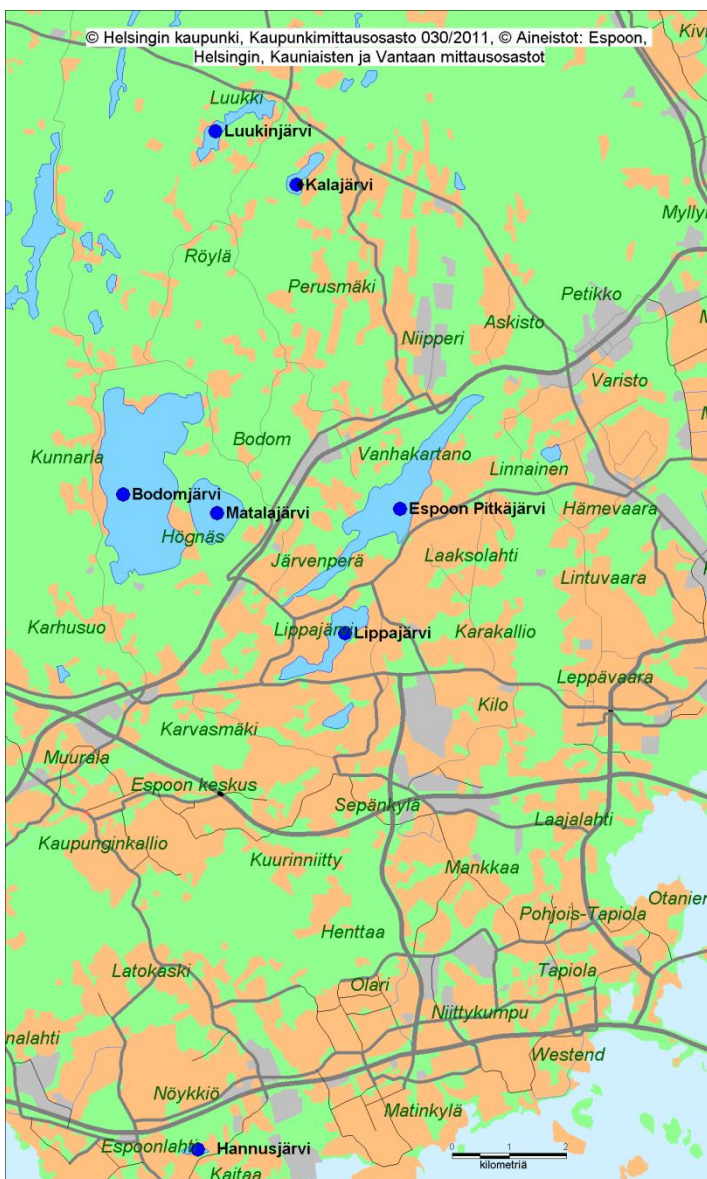 © Helsingin kaupunki, Kaupunkimittausosasto 030/2011, © Aineistot: Espoon,
Helsingin, Kauniaisten ja Vantaan mittausosastot
Luukki
Luukinjärvi
Kalajärvi
Röylä
Perusmäki
Petikko
Askisto
Niipperi
Varisto
Bodom
Vanhakartano
Kunnarla
Linnainen
Bodomjärvi
Matalajärvi
Espoon Pitkäjärvi
Hämevaara
Högnäs
Järvenperä
Laaksolahti
Lintuvaara
Karhusuo
Lippajärvi
Lippajärvi
Karakallio
Leppävaara
Kilo
Karvasmäki
Muurala
Espoon keskus
Sepänkylä
Laajalahti
Kaupunginkallio
Kuurinniitty
Mankkaa
Otanier
Pohjois-Tapiola
Henttaa
Latokaski
Tapiola
Olari
Niittykumpu
nalahti
Westend
Nöykkiö
Matinkylä
Espoonlahti
Hannusjärvi
Kaitaa
0 1 2
kilometriä